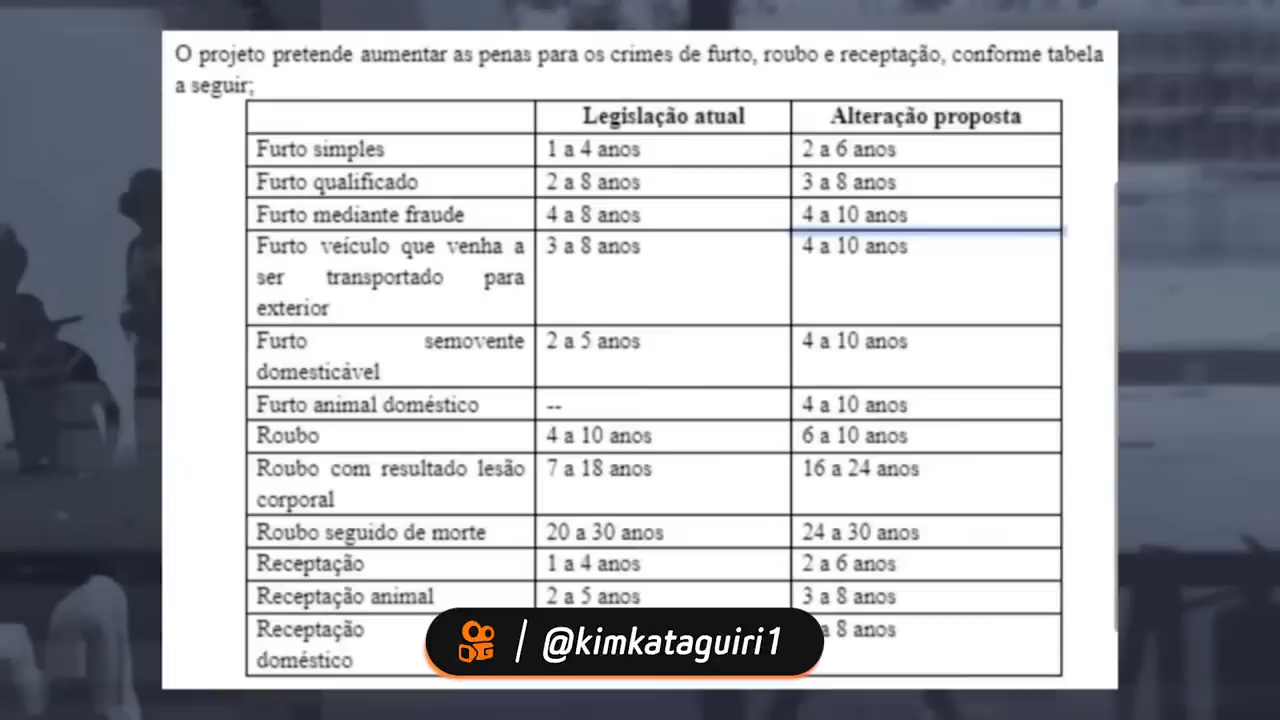 O projeto pretende aumentar as penas para os crimes de furto, roubo e receptação, conforme tabela
a seguir;
Legislação atual Alteração proposta
Furto simples 1 a 4 anos 2 a 6 anos
Furto qualificado 2 a 8 anos 3 a 8 anos
Furto mediante fraude 4 a 8 anos 4 a 10 anos
Furto veículo que venha a 3 a 8 anos 4 a 10 anos
ser transportado para
exterior
Furto semovente 2 a 5 anos 4 a 10 anos
domesticável
Furto animal doméstico -- 4 a 10 anos
Roubo 4 a 10 anos 6 a 10 anos
Roubo com resultado lesão 7 a 18 anos 16 a 24 anos
corporal
Roubo seguido de morte 20 a 30 anos 24 a 30 anos
Receptação 1 a 4 anos 2 a 6 anos
Receptação animal 2 a 5 anos 3 a 8 anos
Receptação a 8 anos
doméstico
| @kimkataguiri1